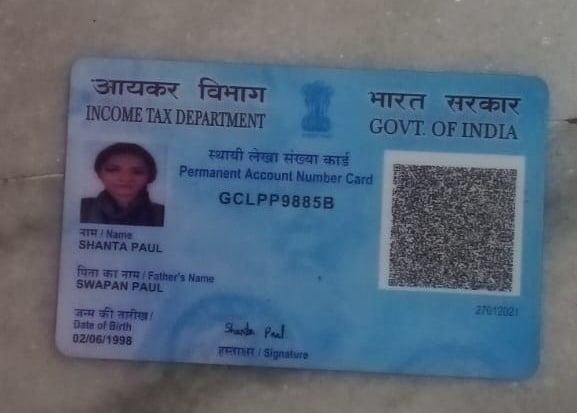 आयकर विभाग
INCOME TAX DEPARTMENT
भारत सरकार
GOVT. OF INDIA
स्थायी लेखा संख्या कार्ड
Permanent Account Number Card
GCLPP9885B
नाम / Name
SHANTA PAUL
पिता का नाम / Father's Name
SWAPAN PAUL
जन्म की तारीख /
Date of Birth
02/06/1998
Shanta Paul
हस्ताक्षर / Signature
27012021